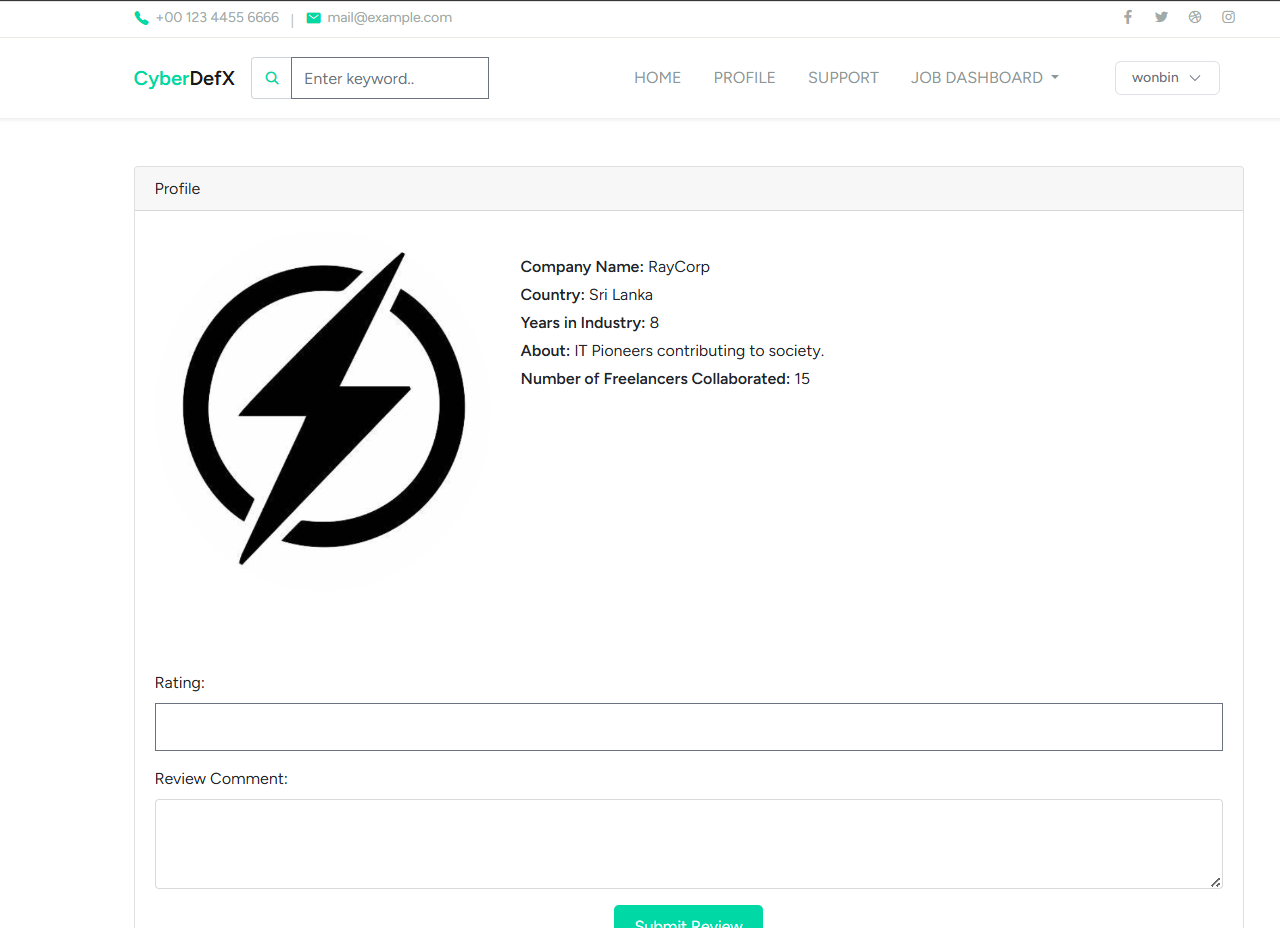 +00 123 4455 6666 | mail@example.com
CyberDefX Enter keyword.. HOME PROFILE SUPPORT JOB DASHBOARD wonbin
Profile
Company Name: RayCorp
Country: Sri Lanka
Years in Industry: 8
About: IT Pioneers contributing to society.
Number of Freelancers Collaborated: 15
Rating:
Review Comment:
Submit Review